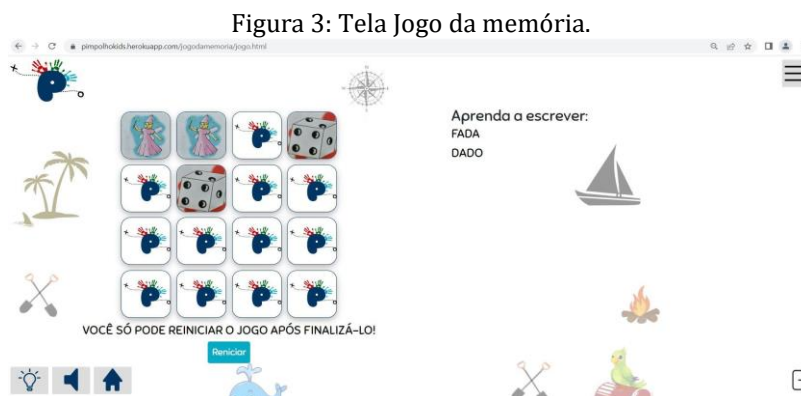 Figura 3: Tela Jogo da memória.
pimpolhokids.herokuapp.com/jogodamemoria/jogo.html
Aprenda a escrever:
FADA
DADO
VOCÊ SÓ PODE REINICIAR O JOGO APÓS FINALIZÁ-LO!
Reniciar